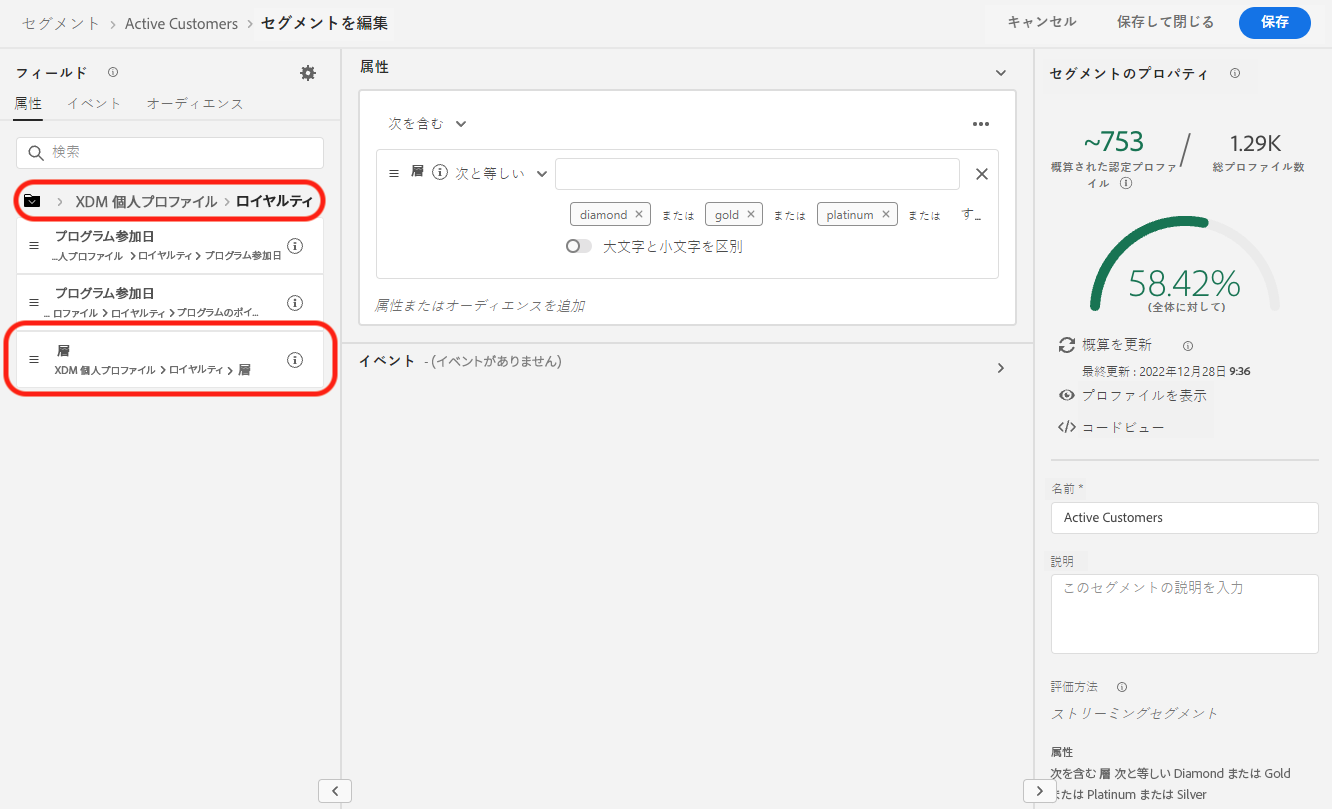 セグメント > Active Customers > セグメントを編集
キャンセル
保存して閉じる
保存
フィールド
属性
イベント
オーディエンス
検索
> XDM 個人プロファイル > ロイヤルティ
プログラム参加日
...人プロファイル > ロイヤルティ > プログラム参加日
プログラム参加日
... ロファイル > ロイヤルティ > プログラムのポイ...
層
XDM 個人プロファイル > ロイヤルティ > 層
属性
次を含む
層 次と等しい
diamond × または gold × または platinum × または す...
大文字と小文字を区別
属性またはオーディエンスを追加
イベント - (イベントがありません)
セグメントのプロパティ
~753 / 1.29K
概算された認定プロファ
イル
総プロファイル数
58.42%
(全体に対して)
概算を更新
最終更新 : 2022年12月28日 9:36
プロファイルを表示
</> コードビュー
名前 *
Active Customers
説明
このセグメントの説明を入力
評価方法
ストリーミングセグメント
属性
次を含む 層 次と等しい Diamond または Gold
または Platinum または Silver